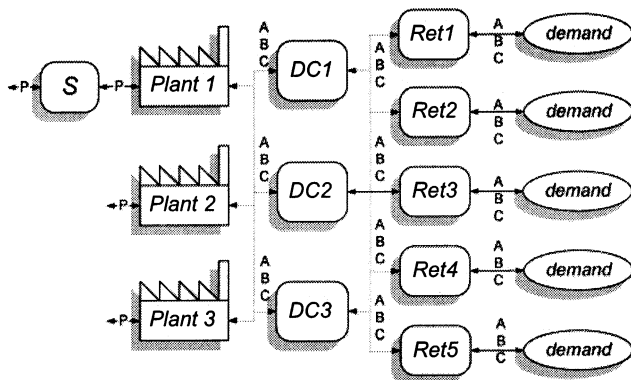 A
B
C
A
B
C
Ret1
A
B
C
demand
P
S
P
Plant 1
DC1
Ret2
A
B
C
demand
A
B
C
A
B
C
P
Plant 2
DC2
Ret3
A
B
C
demand
A
B
C
A
B
C
Ret4
A
B
C
demand
P
Plant 3
DC3
A
B
C
Ret5
A
B
C
demand